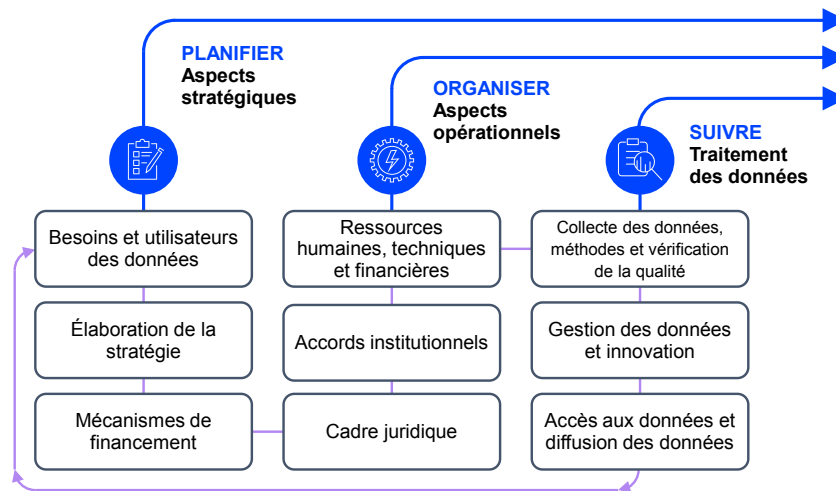 PLANIFIER
Aspects
stratégiques
ORGANISER
Aspects
opérationnels
SUIVRE
Traitement
des données
Besoins et utilisateurs
des données
Élaboration de la
stratégie
Mécanismes de
financement
Ressources
humaines, techniques
et financières
Accords institutionnels
Cadre juridique
Collecte des données,
méthodes et vérification
de la qualité
Gestion des données
et innovation
Accès aux données et
diffusion des données